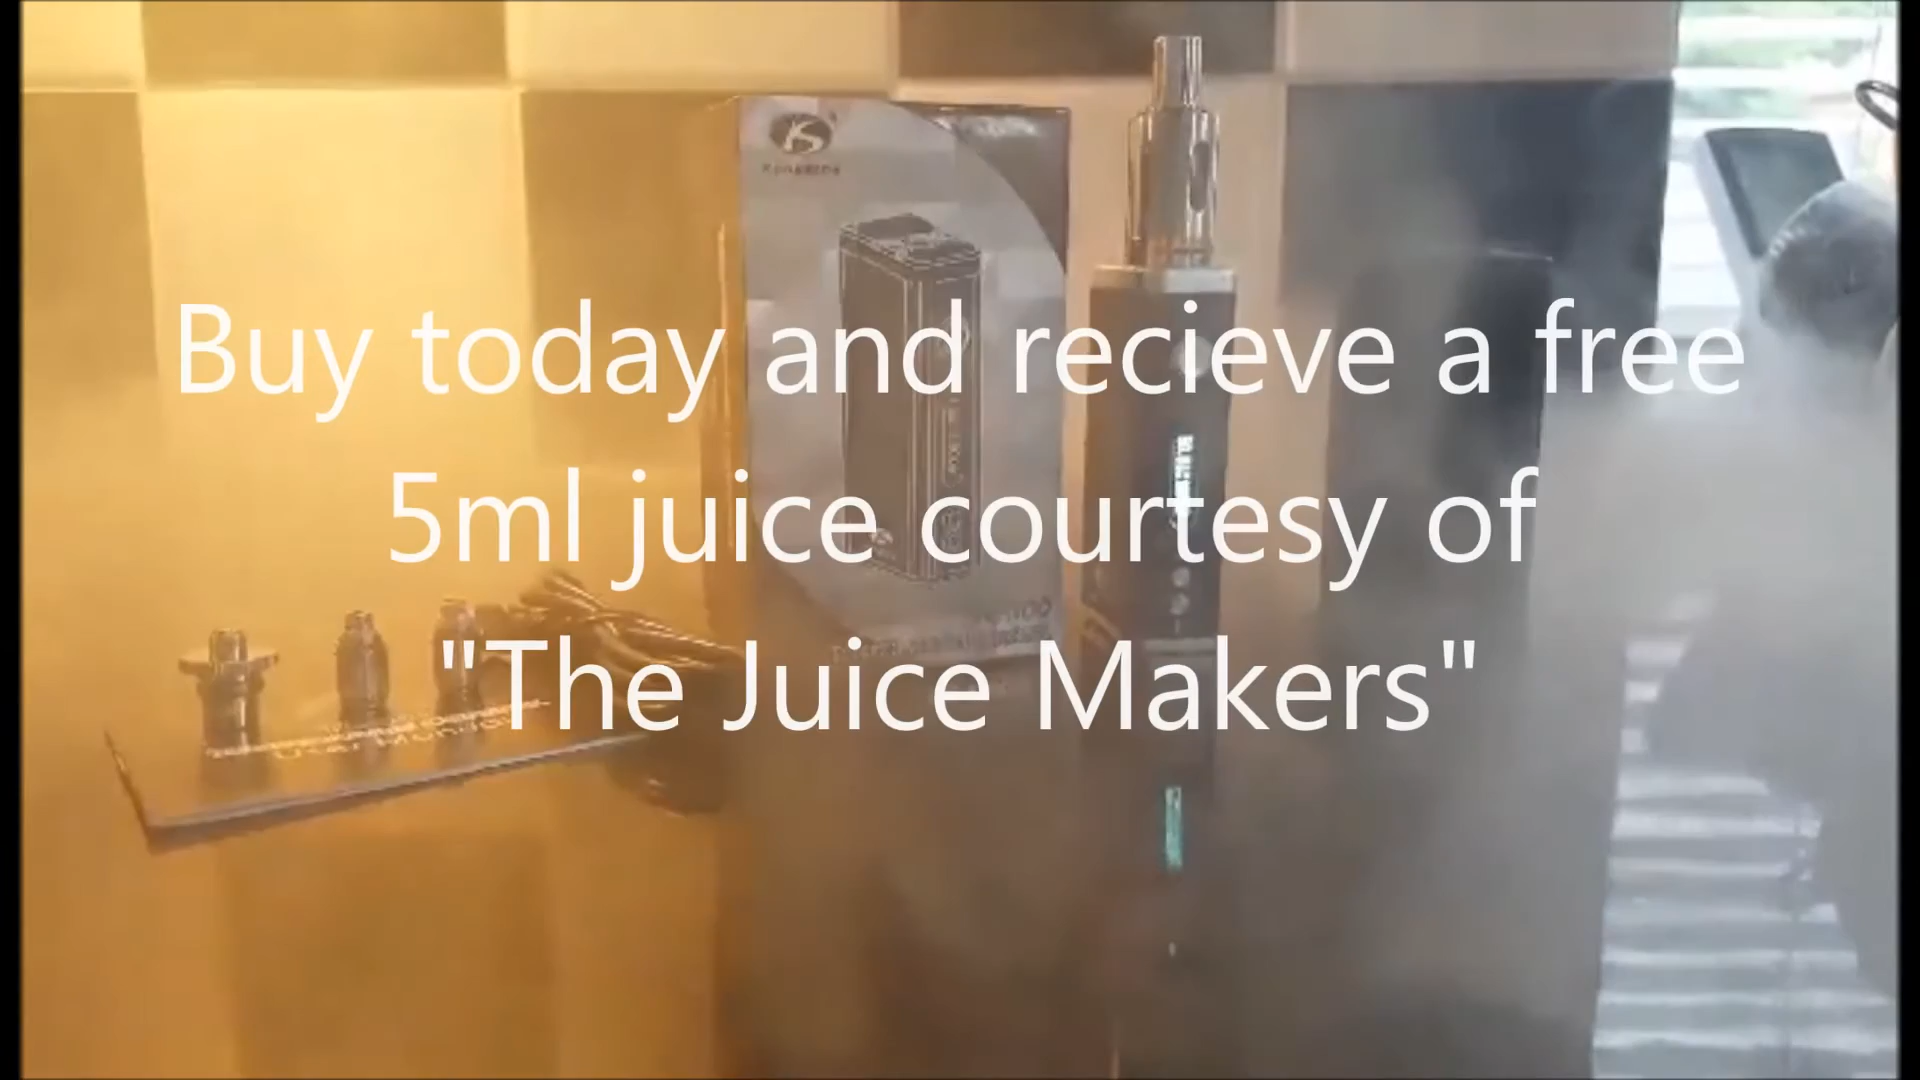 Buy today and recieve a free
5ml juice courtesy of
"The Juice Makers"